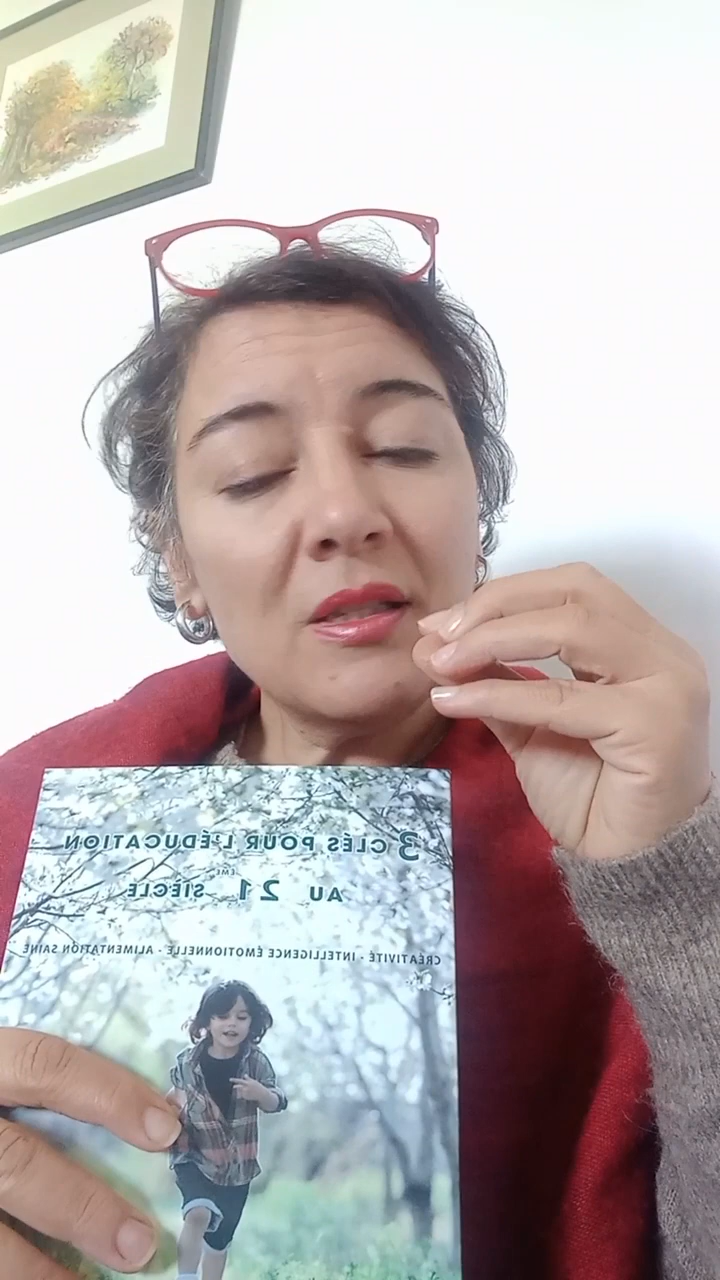 3 CLÉS POUR L'ÉDUCATION
AU 21ÈME SIÈCLE
CRÉATIVITÉ - INTELLIGENCE ÉMOTIONNELLE - ALIMENTATION SAINE